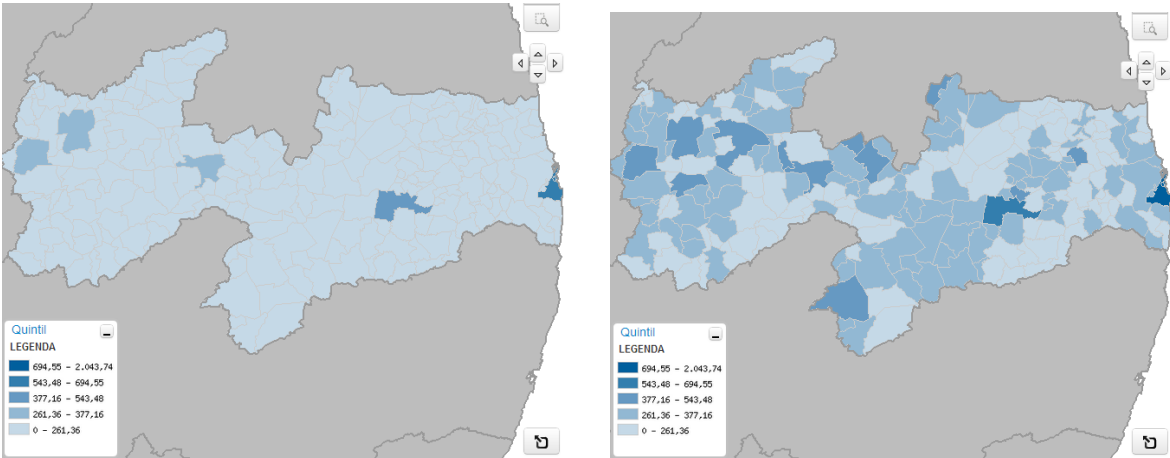 Quintil
LEGENDA
694,55 - 2.043,74
543,48 - 694,55
377,16 - 543,48
261,36 - 377,16
0 - 261,36
Quintil
LEGENDA
694,55 - 2.043,74
543,48 - 694,55
377,16 - 543,48
261,36 - 377,16
0 - 261,36